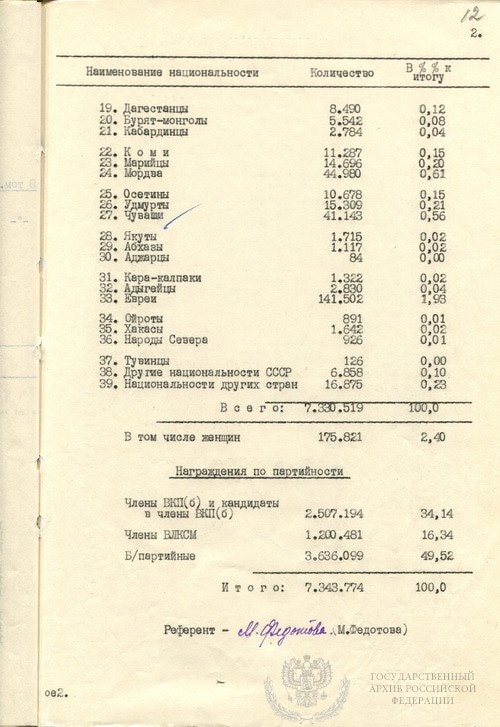 12
2.
Наименование национальности Количество В %% к итогу
19. Дагестанцы 8.490 0,12
20. Бурят-монголы 5.542 0,08
21. Кабардинцы 2.784 0,04
22. К о м и 11.287 0,15
23. Марийцы 14.696 0,20
24. Мордва 44.980 0,61
25. Осетины 10.678 0,15
26. Удмурты 15.309 0,21
27. Чуваши 41.143 0,56
28. Якуты 1.715 0,02
29. Абхазы 1.117 0,02
30. Аджарцы 84 0,00
31. Кара-калпаки 1.322 0,02
32. Адыгейцы 2.830 0,04
33. Евреи 141.502 1,93
34. Ойроты 891 0,01
35. Хакасы 1.642 0,02
36. Народы Севера 926 0,01
37. Тувинцы 126 0,00
38. Другие национальности СССР 6.858 0,10
39. Национальности других стран 16.875 0,23
В с е г о: 7.330.519 100,0
В том числе женщин 175.821 2,40
Награждения по партийности
Члены ВКП(б) и кандидаты
в члены ВКП(б) 2.507.194 34,14
Члены ВЛКСМ 1.200.481 16,34
Б/партийные 3.636.099 49,52
И т о г о: 7.343.774 100,0
Референт - М. Федотова (М.Федотова)
ГОСУДАРСТВЕННЫЙ
АРХИВ РОССИЙСКОЙ
ФЕДЕРАЦИИ
ое2.